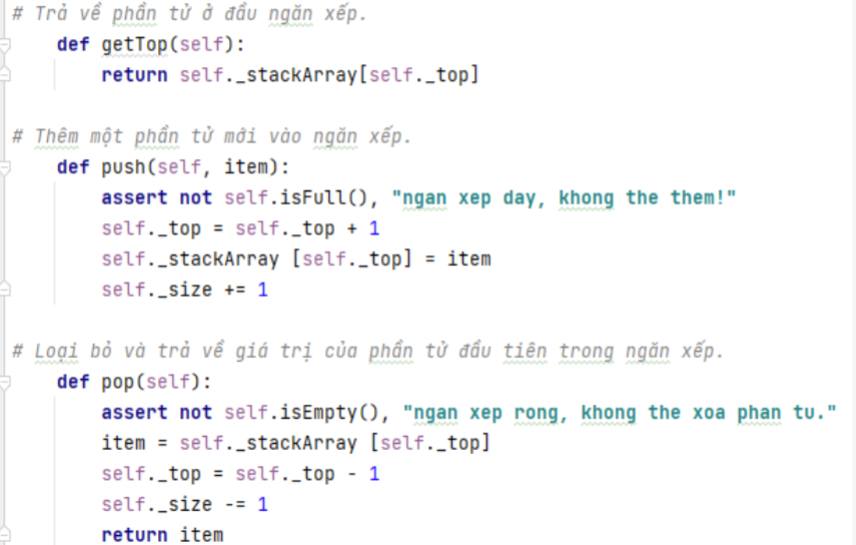 # Trả về phần tử ở đầu ngăn xếp.
def getTop(self):
return self._stackArray[self._top]
# Thêm một phần tử mới vào ngăn xếp.
def push(self, item):
assert not self.isFull(), "ngan xep day, khong the them!"
self._top = self._top + 1
self._stackArray [self._top] = item
self._size += 1
# Loại bỏ và trả về giá trị của phần tử đầu tiên trong ngăn xếp.
def pop(self):
assert not self.isEmpty(), "ngan xep rong, khong the xoa phan tu."
item = self._stackArray [self._top]
self._top = self._top - 1
self._size -= 1
return item